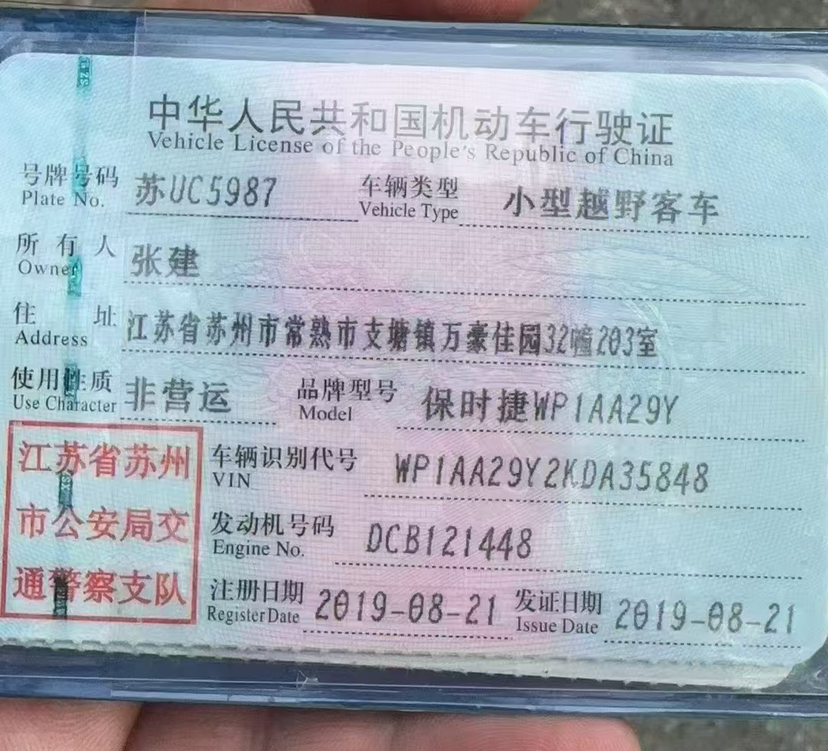 中华人民共和国机动车行驶证
Vehicle License of the People's Republic of China
号牌号码 苏UC5987 车辆类型 小型越野客车
Plate No. Vehicle Type
所有人 张建
Owner
住址 江苏省苏州市常熟市支塘镇万豪佳园32幢203室
Address
使用性质 非营运 品牌型号 保时捷WP1AA29Y
Use Character Model
江苏省苏州
市公安局交
通警察支队
车辆识别代号 WP1AA29Y2KDA35848
VIN
发动机号码 DCB121448
Engine No.
注册日期 2019-08-21 发证日期 2019-08-21
Register Date Issue Date